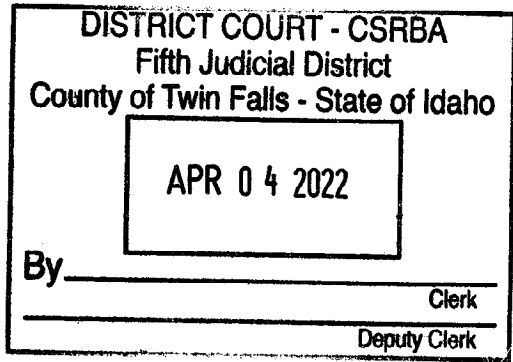 DISTRICT COURT - CSRBA
Fifth Judicial District
County of Twin Falls - State of Idaho
APR 04 2022
By
Clerk
Deputy Clerk